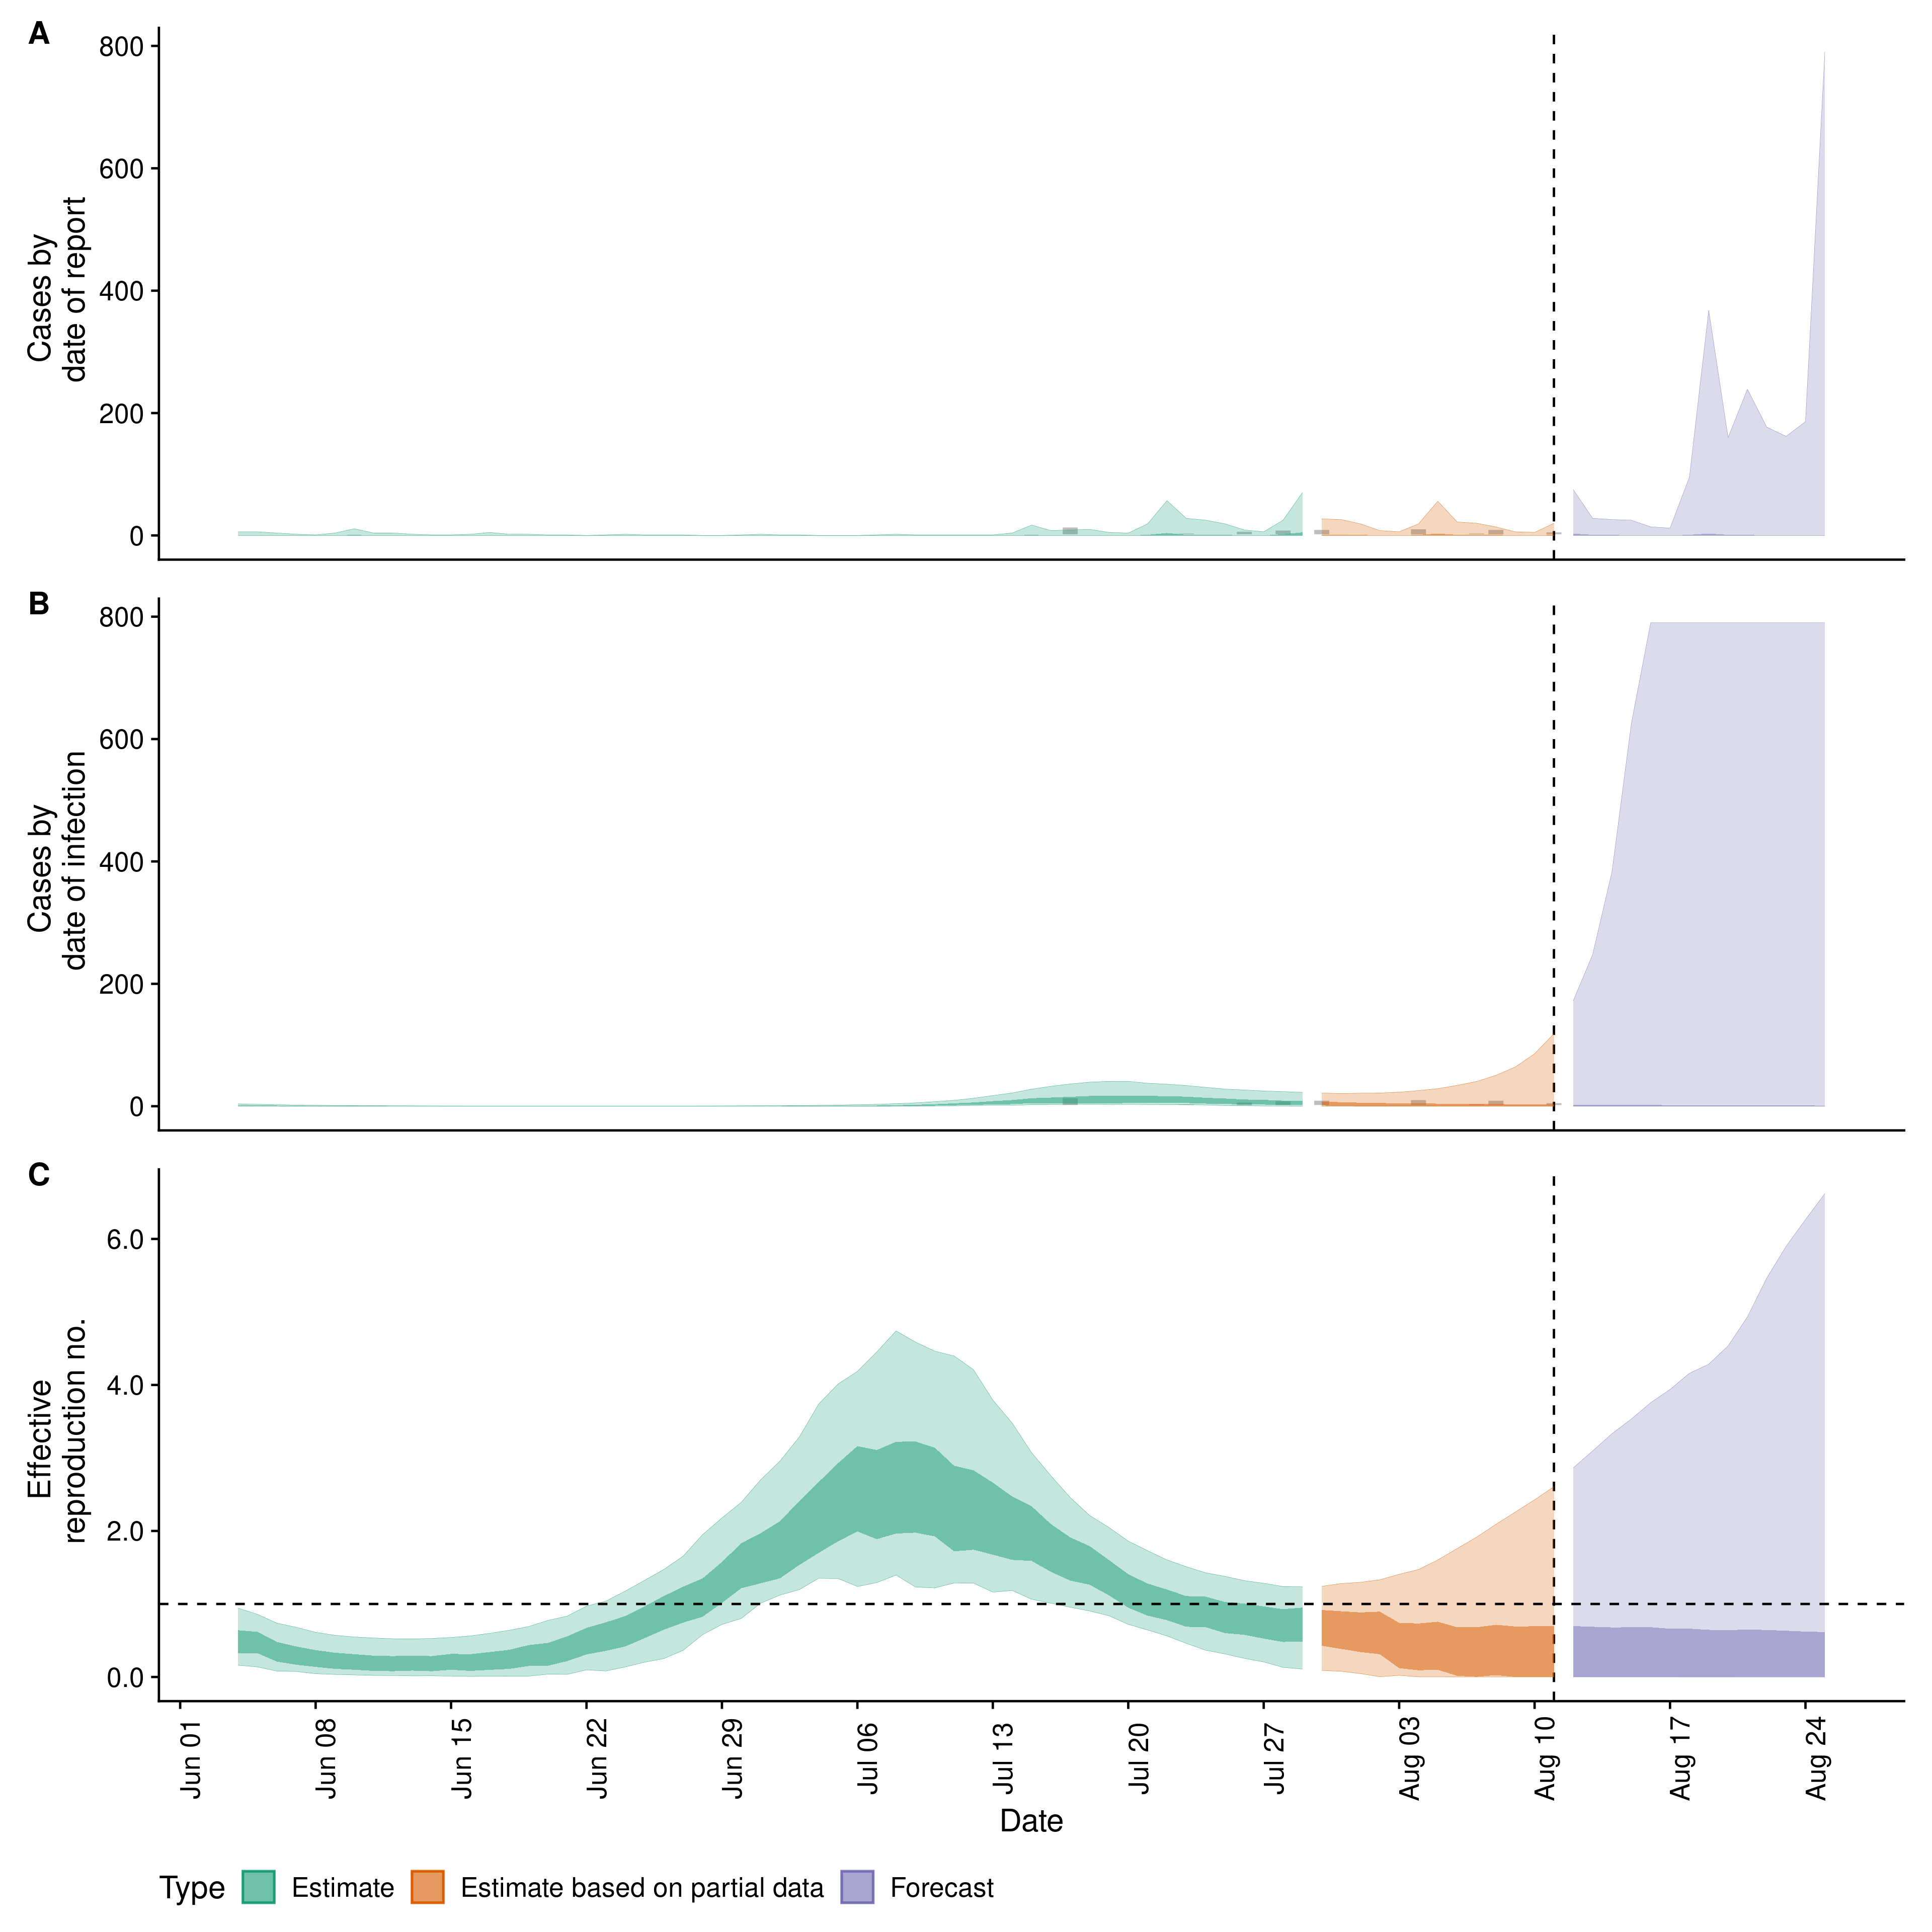 A
800
600
400
200
0
Cases by
date of report
B
800
600
400
200
0
Cases by
date of infection
C
6.0
4.0
2.0
0.0
Effective
reproduction no.
Jun 01
Jun 08
Jun 15
Jun 22
Jun 29
Jul 06
Jul 13
Jul 20
Jul 27
Aug 03
Aug 10
Aug 17
Aug 24
Date
Type Estimate Estimate based on partial data Forecast